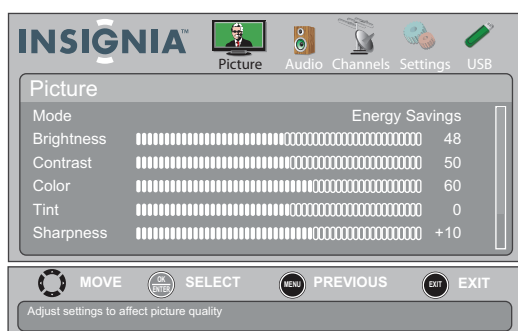 INSIGNIA™
Picture Audio Channels Settings USB
Picture
Mode Energy Savings
Brightness 48
Contrast 50
Color 60
Tint 0
Sharpness +10
MOVE OK ENTER SELECT MENU PREVIOUS EXIT EXIT
Adjust settings to affect picture quality